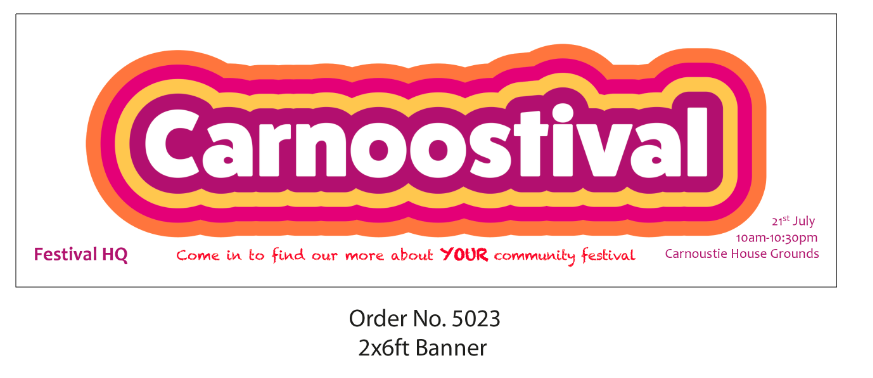 Carnoostival
21st July
10am-10:30pm
Festival HQ
Come in to find our more about YOUR community festival
Carnoustie House Grounds
Order No. 5023
2x6ft Banner